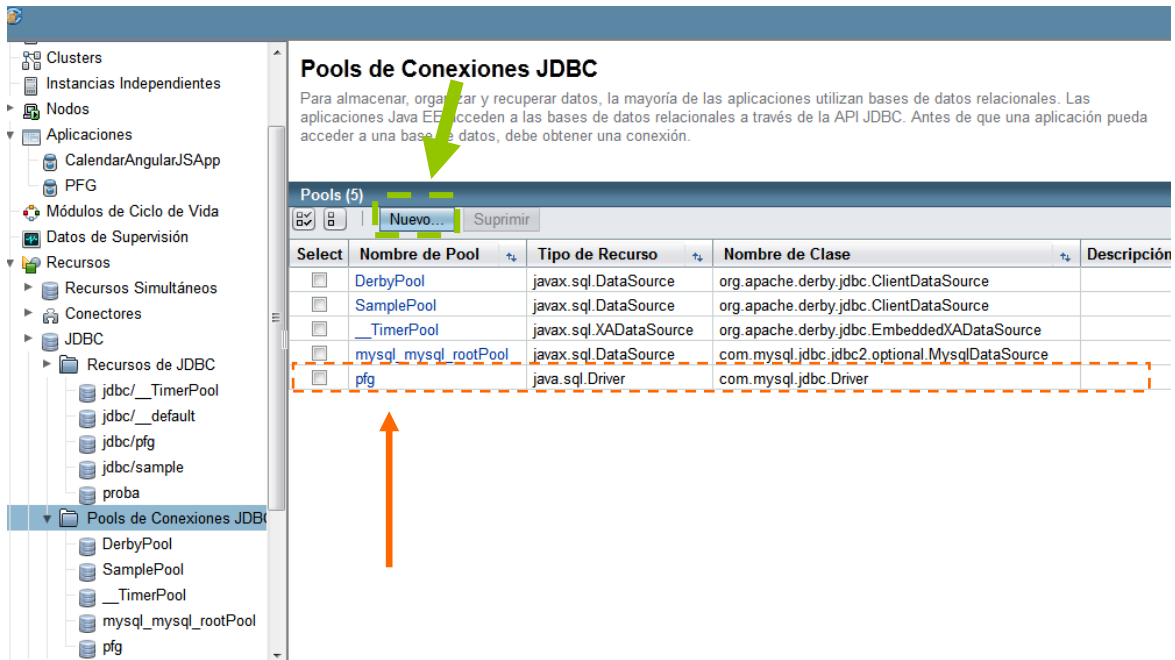 Clusters
Instancias Independientes
Nodos
Aplicaciones
CalendarAngularJSApp
PFG
Módulos de Ciclo de Vida
Datos de Supervisión
Recursos
Recursos Simultáneos
Conectores
JDBC
Recursos de JDBC
jdbc/__TimerPool
jdbc/__default
jdbc/pfg
jdbc/sample
proba
Pools de Conexiones JDBC
DerbyPool
SamplePool
__TimerPool
mysql_mysql_rootPool
pfg
Pools de Conexiones JDBC
Para almacenar, organizar y recuperar datos, la mayoría de las aplicaciones utilizan bases de datos relacionales. Las
aplicaciones Java EE acceden a las bases de datos relacionales a través de la API JDBC. Antes de que una aplicación pueda
acceder a una base de datos, debe obtener una conexión.
Pools (5)
Nuevo... Suprimir
Select Nombre de Pool Tipo de Recurso Nombre de Clase Descripción
DerbyPool javax.sql.DataSource org.apache.derby.jdbc.ClientDataSource
SamplePool javax.sql.DataSource org.apache.derby.jdbc.ClientDataSource
__TimerPool javax.sql.XADataSource org.apache.derby.jdbc.EmbeddedXADataSource
mysql_mysql_rootPool javax.sql.DataSource com.mysql.jdbc.jdbc2.optional.MysqlDataSource
pfg java.sql.Driver com.mysql.jdbc.Driver